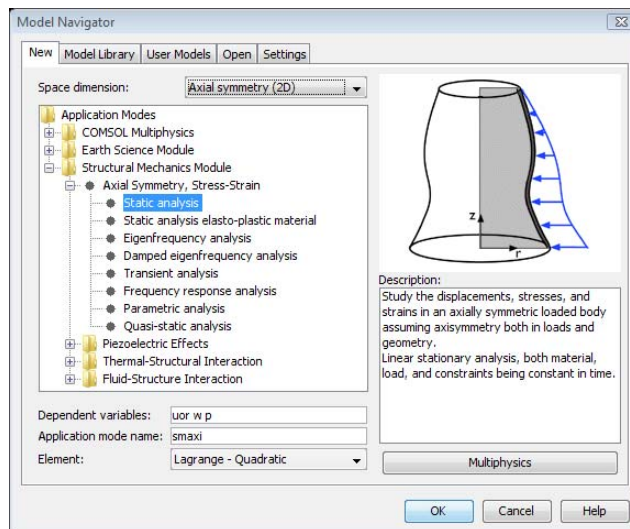 Model Navigator
New
Model Library
User Models
Open
Settings
Space dimension:
Axial symmetry (2D)
Application Modes
COMSOL Multiphysics
Earth Science Module
Structural Mechanics Module
Axial Symmetry, Stress-Strain
Static analysis
Static analysis elasto-plastic material
Eigenfrequency analysis
Damped eigenfrequency analysis
Transient analysis
Frequency response analysis
Parametric analysis
Quasi-static analysis
Piezoelectric Effects
Thermal-Structural Interaction
Fluid-Structure Interaction
Dependent variables:
uor w p
Application mode name:
smaxi
Element:
Lagrange - Quadratic
z
r
Description:
Study the displacements, stresses, and
strains in an axially symmetric loaded body
assuming axisymmetry both in loads and
geometry.
Linear stationary analysis, both material,
load, and constraints being constant in time.
Multiphysics
OK
Cancel
Help